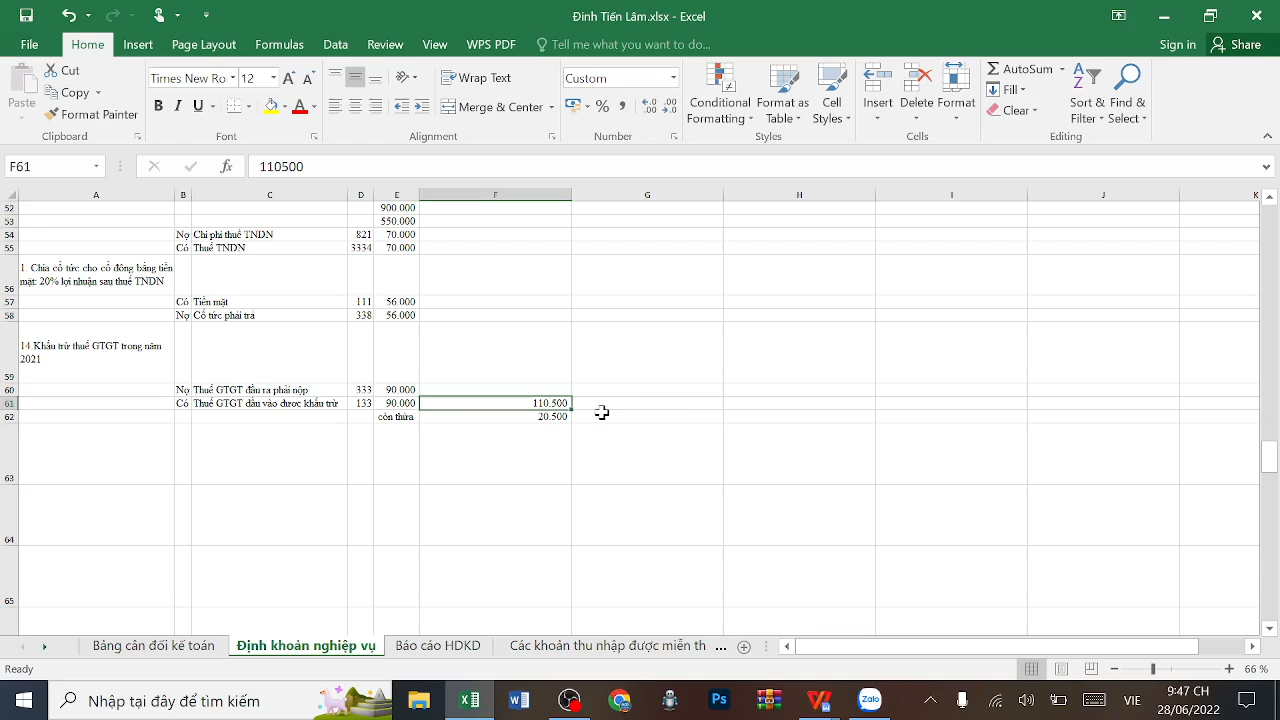 Đinh Tiến Lâm.xlsx - Excel
File Home Insert Page Layout Formulas Data Review View WPS PDF Tell me what you want to do... Sign in Share
Paste
Cut
Copy
Format Painter
Clipboard
Times New Ro 12
B I U
Font
Wrap Text
Merge & Center
Alignment
Custom
Number
Conditional Formatting
Format as Table
Cell Styles
Styles
Insert Delete Format
Cells
AutoSum
Fill
Clear
Sort & Filter
Find & Select
Editing
F61 fx 110500
A B C D E F G H I J K
52 900.000
53 550.000
54 Nợ Chi phí thuế TNDN 821 70.000
55 Có Thuế TNDN 3334 70.000
1. Chia cổ tức cho cổ đông bằng tiền
56 mặt: 20% lợi nhuận sau thuế TNDN
57 Có Tiền mặt 111 56.000
58 Nợ Cổ tức phải trả 338 56.000
14.Khấu trừ thuế GTGT trong năm
2021
59
60 Nợ Thuế GTGT đầu ra phải nộp 333 90.000
61 Có Thuế GTGT đầu vào được khấu trừ 133 90.000 110.500
62 còn thừa 20.500
63
64
65
Bảng cân đối kế toán Định khoản nghiệp vụ Báo cáo HDKD Các khoản thu nhập được miễn th ...
Ready 66 %
Nhập tại đây để tìm kiếm
Zalo
VIE
9:47 CH
28/06/2022